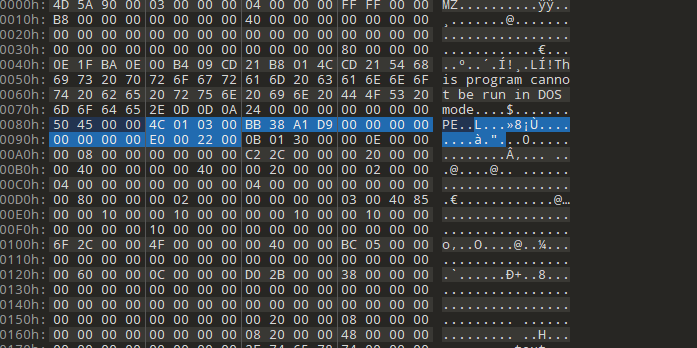 0000h: 4D 5A 90 00 03 00 00 00 04 00 00 00 FF FF 00 00 MZ..........ÿÿ..
0010h: B8 00 00 00 00 00 00 00 40 00 00 00 00 00 00 00 ¸.......@.......
0020h: 00 00 00 00 00 00 00 00 00 00 00 00 00 00 00 00 ................
0030h: 00 00 00 00 00 00 00 00 00 00 00 00 80 00 00 00 ............€...
0040h: 0E 1F BA 0E 00 B4 09 CD 21 B8 01 4C CD 21 54 68 ..º..´.Í!¸.LÍ!Th
0050h: 69 73 20 70 72 6F 67 72 61 6D 20 63 61 6E 6E 6F is program canno
0060h: 74 20 62 65 20 72 75 6E 20 69 6E 20 44 4F 53 20 t be run in DOS
0070h: 6D 6F 64 65 2E 0D 0D 0A 24 00 00 00 00 00 00 00 mode....$.......
0080h: 50 45 00 00 4C 01 03 00 BB 38 A1 D9 00 00 00 00 PE..L...»8¡Ù....
0090h: 00 00 00 00 E0 00 22 00 0B 01 30 00 00 0E 00 00 ....à."...0.....
00A0h: 00 08 00 00 00 00 00 00 C2 2C 00 00 00 20 00 00 ........Â,... ..
00B0h: 00 40 00 00 00 00 40 00 00 20 00 00 00 02 00 00 .@....@.. ......
00C0h: 04 00 00 00 00 00 00 00 04 00 00 00 00 00 00 00 ................
00D0h: 00 80 00 00 00 02 00 00 00 00 00 00 03 00 40 85 .€............@…
00E0h: 00 00 10 00 00 10 00 00 00 00 10 00 00 10 00 00 ................
00F0h: 00 00 00 00 10 00 00 00 00 00 00 00 00 00 00 00 ................
0100h: 6F 2C 00 00 4F 00 00 00 00 40 00 00 BC 05 00 00 o,..O....@..¼...
0110h: 00 00 00 00 00 00 00 00 00 00 00 00 00 00 00 00 ................
0120h: 00 60 00 00 0C 00 00 00 D0 2B 00 00 38 00 00 00 .`......Ð+..8...
0130h: 00 00 00 00 00 00 00 00 00 00 00 00 00 00 00 00 ................
0140h: 00 00 00 00 00 00 00 00 00 00 00 00 00 00 00 00 ................
0150h: 00 00 00 00 00 00 00 00 00 20 00 00 08 00 00 00 ......... ......
0160h: 00 00 00 00 00 00 00 00 08 20 00 00 48 00 00 00 ......... ..H...